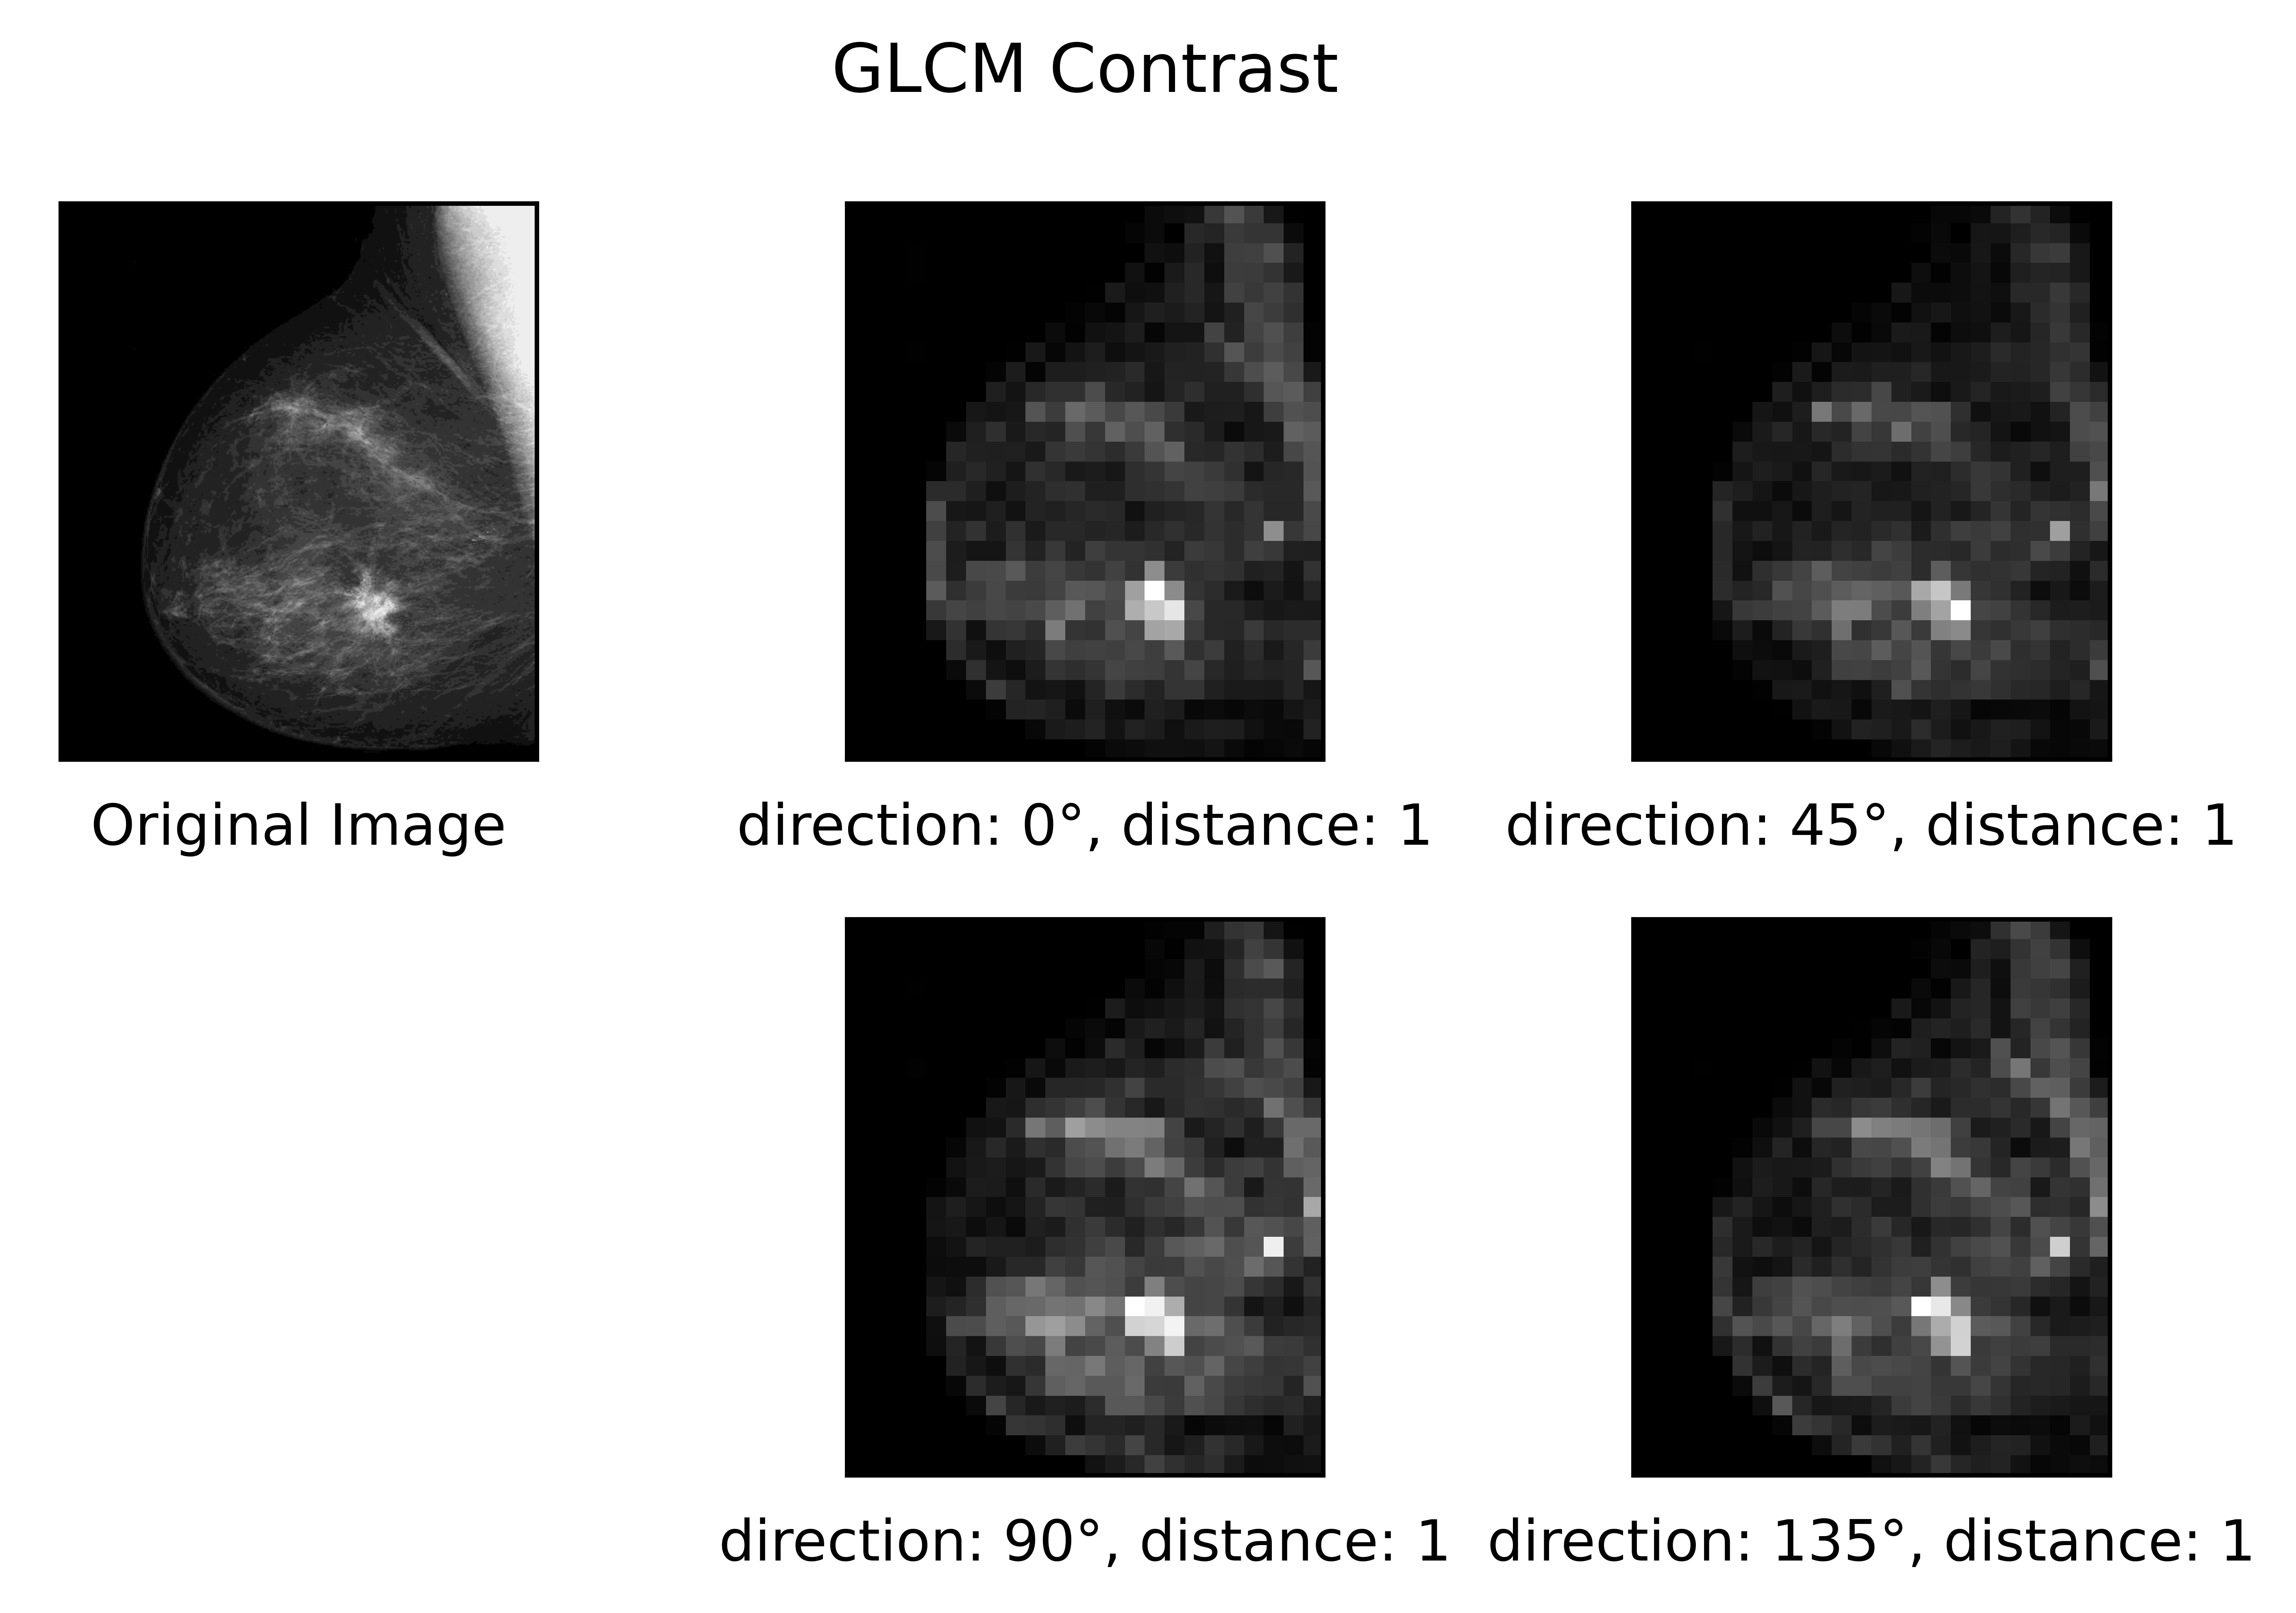 GLCM Contrast
Original Image
direction: 0°, distance: 1
direction: 45°, distance: 1
direction: 90°, distance: 1
direction: 135°, distance: 1